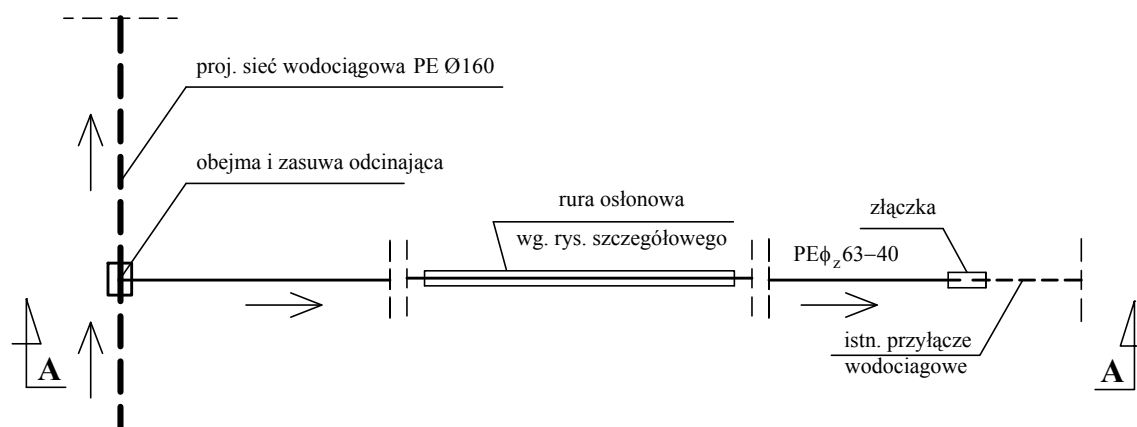 proj. sieć wodociągowa PE Ø160
obejma i zasuwa odcinająca
rura osłonowa
wg. rys. szczegółowego
złączka
PEϕz63−40
istn. przyłącze
wodociagowe
A
A